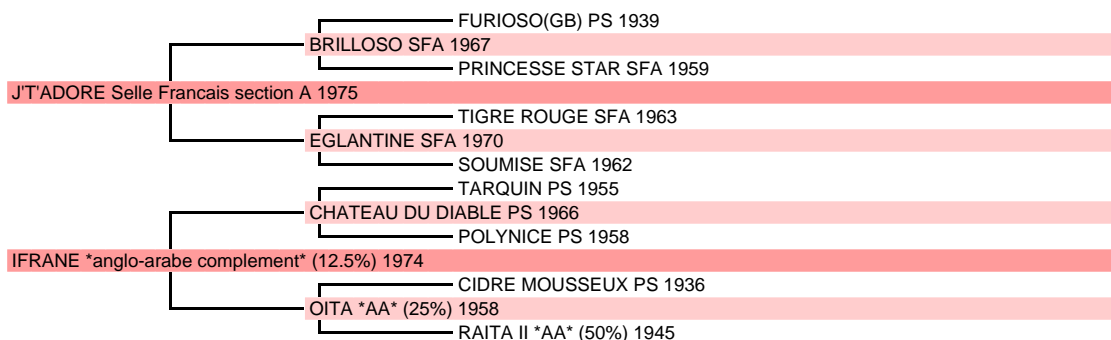 FURIOSO(GB) PS 1939
BRILLOSO SFA 1967
PRINCESSE STAR SFA 1959
J'T'ADORE Selle Francais section A 1975
TIGRE ROUGE SFA 1963
EGLANTINE SFA 1970
SOUMISE SFA 1962
TARQUIN PS 1955
CHATEAU DU DIABLE PS 1966
POLYNICE PS 1958
IFRANE *anglo-arabe complement* (12.5%) 1974
CIDRE MOUSSEUX PS 1936
OITA *AA* (25%) 1958
RAITA II *AA* (50%) 1945